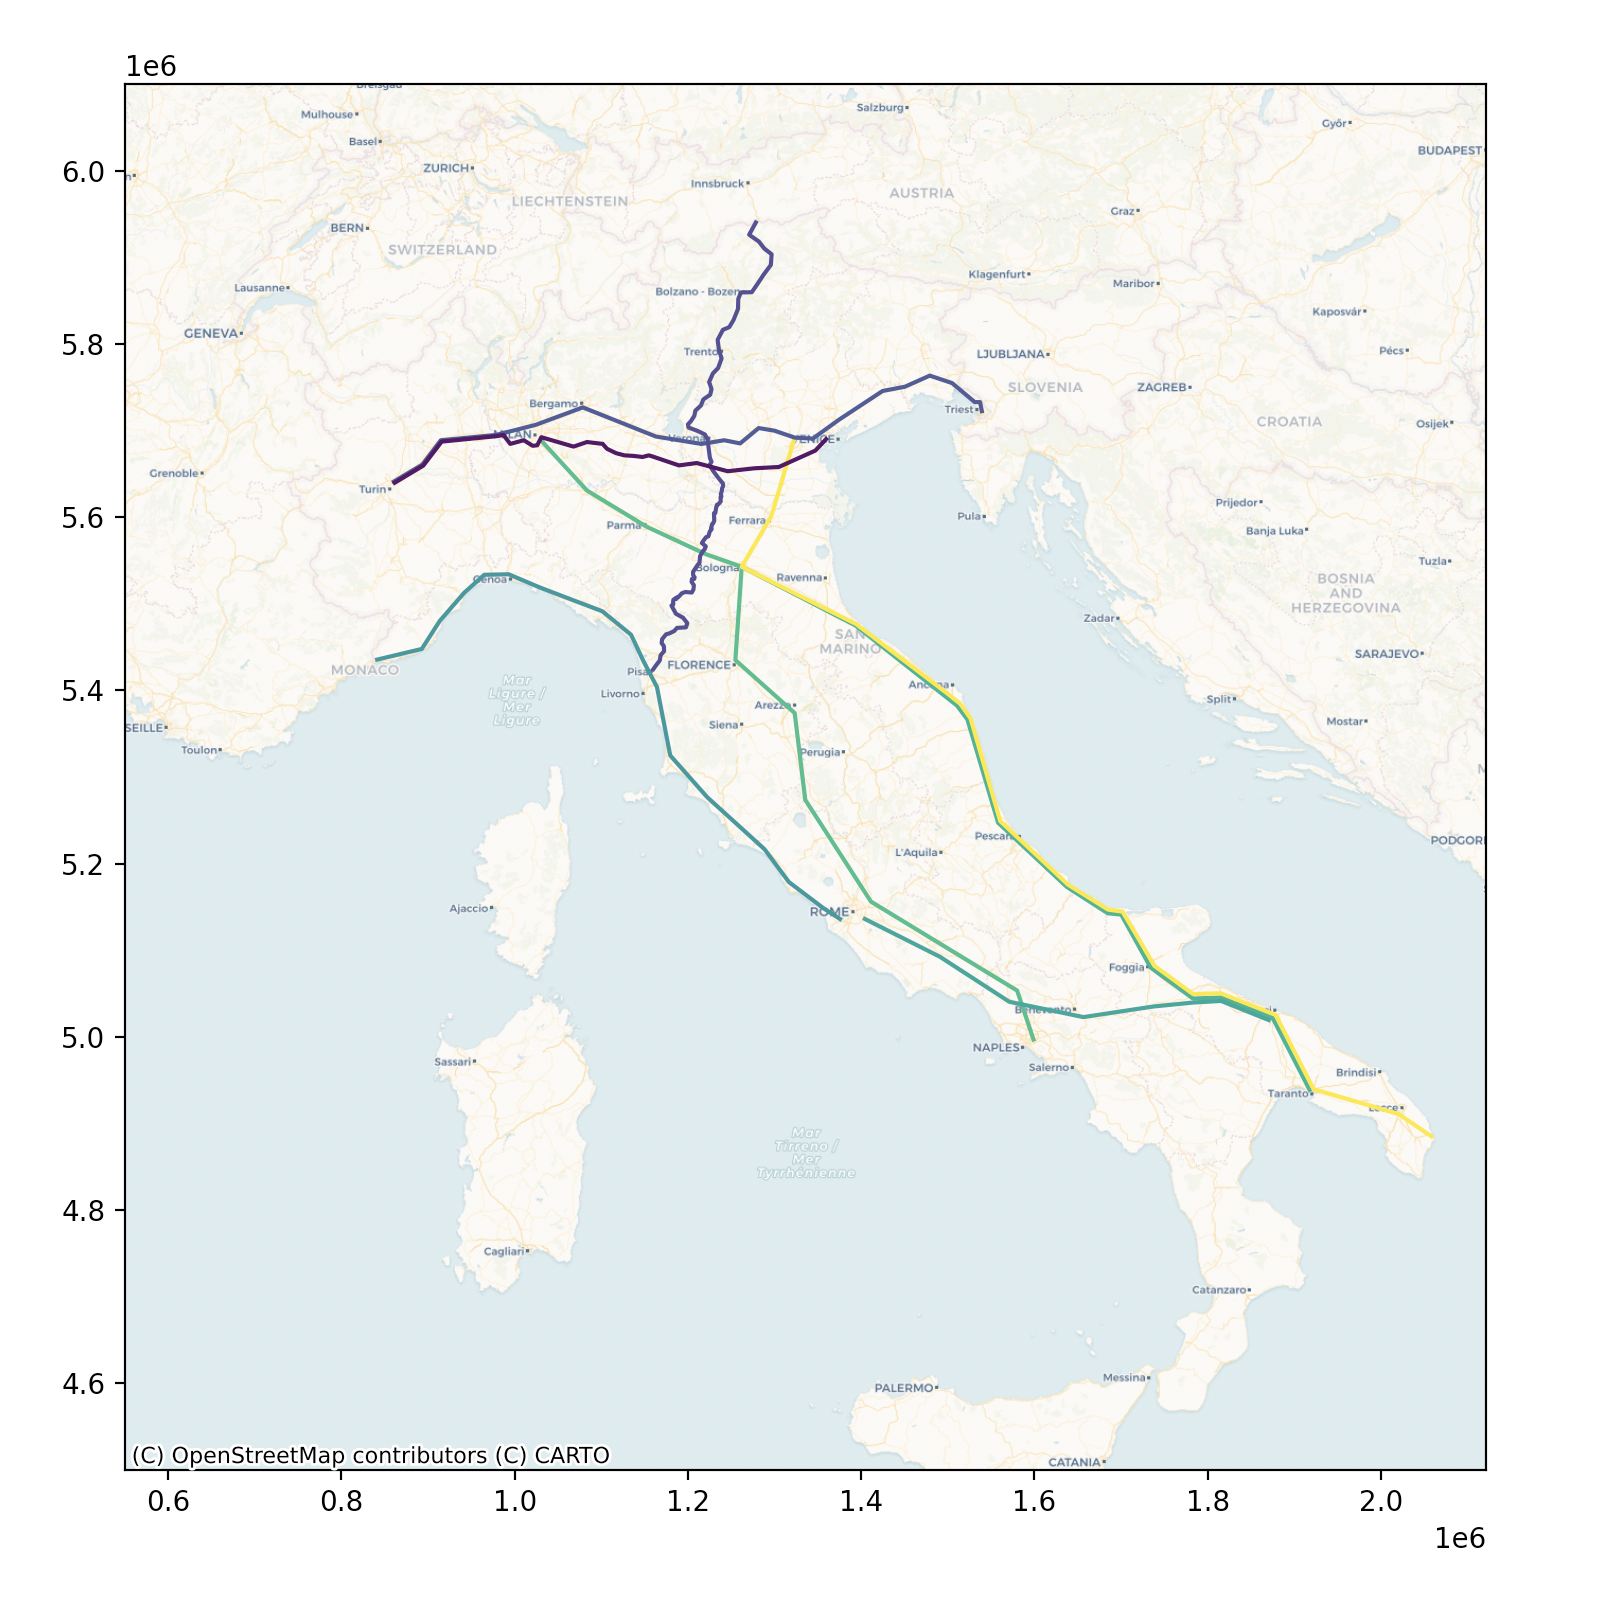 1e6
Breisgau
Mulhouse
Salzburg
Győr
Basel
BUDAPEST
ZURICH
Innsbruck
AUSTRIA
LIECHTENSTEIN
Graz
BERN
SWITZERLAND
Klagenfurt
Maribor
Lausanne
Bolzano - Bozen
Kaposvár
GENEVA
Trento
LJUBLJANA
Pécs
SLOVENIA
ZAGREB
Bergamo
Triest
CROATIA
Osijek
MILAN
Verona
VENICE
Grenoble
Turin
Prijedor
Pula
Parma
Ferrara
Banja Luka
Tuzla
Bologna
Genoa
Ravenna
BOSNIA
AND
HERZEGOVINA
Zadar
SAN
MARINO
SARAJEVO
MONACO
Pisa
FLORENCE
Mar
Ligure /
Mer
Ligure
Livorno
Ancona
Split
Arezzo
SEILLE
Siena
Mostar
Toulon
Perugia
M
Pescara
PODGORI
L'Aquila
Ajaccio
ROME
Foggia
Benevento
NAPLES
Sassari
Salerno
Brindisi
Taranto
Lecce
Mar
Tirreno /
Mer
Tyrrhénienne
Cagliari
Catanzaro
Messina
PALERMO
CATANIA
6.0
5.8
5.6
5.4
5.2
5.0
4.8
4.6
(C) OpenStreetMap contributors (C) CARTO
0.6 0.8 1.0 1.2 1.4 1.6 1.8 2.0
1e6